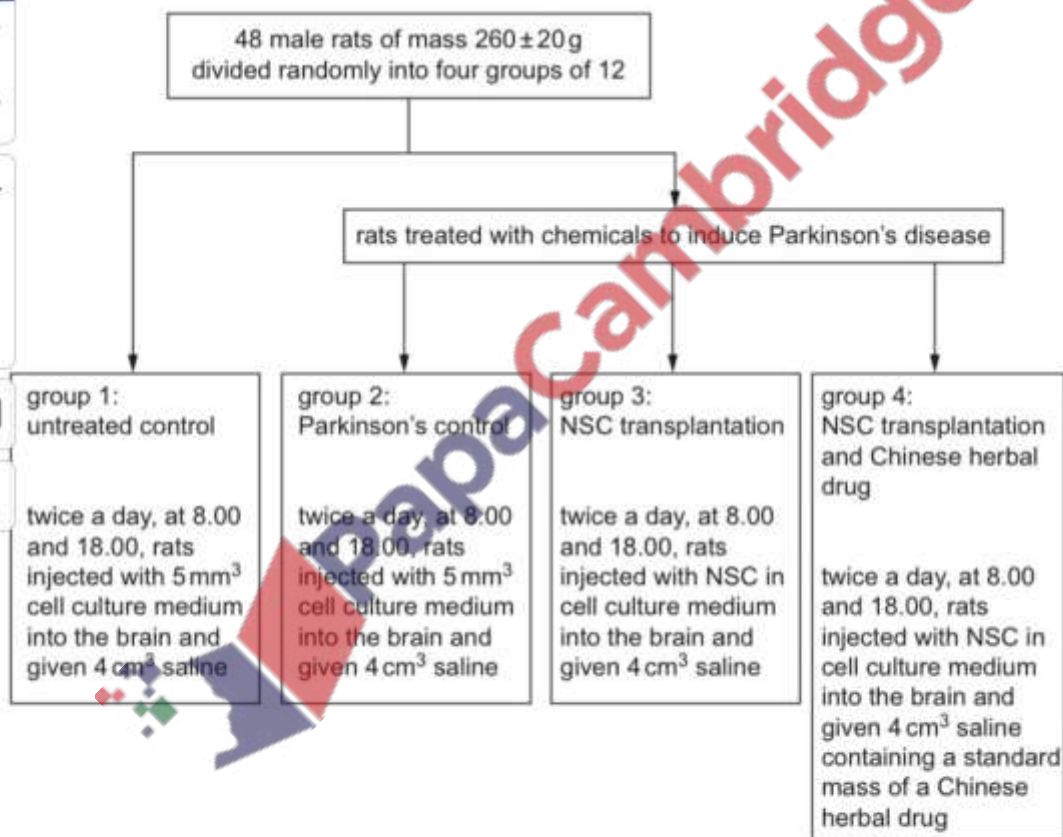 48 male rats of mass 260 ± 20 g
divided randomly into four groups of 12
rats treated with chemicals to induce Parkinson's disease
group 1:
untreated control
twice a day, at 8.00
and 18.00, rats
injected with 5 mm³
cell culture medium
into the brain and
given 4 cm³ saline
group 2:
Parkinson's control
twice a day, at 8.00
and 18.00, rats
injected with 5 mm³
cell culture medium
into the brain and
given 4 cm³ saline
group 3:
NSC transplantation
twice a day, at 8.00
and 18.00, rats
injected with NSC in
cell culture medium
into the brain and
given 4 cm³ saline
group 4:
NSC transplantation
and Chinese herbal
drug
twice a day, at 8.00
and 18.00, rats
injected with NSC in
cell culture medium
into the brain and
given 4 cm³ saline
containing a standard
mass of a Chinese
herbal drug
PapaCambridge